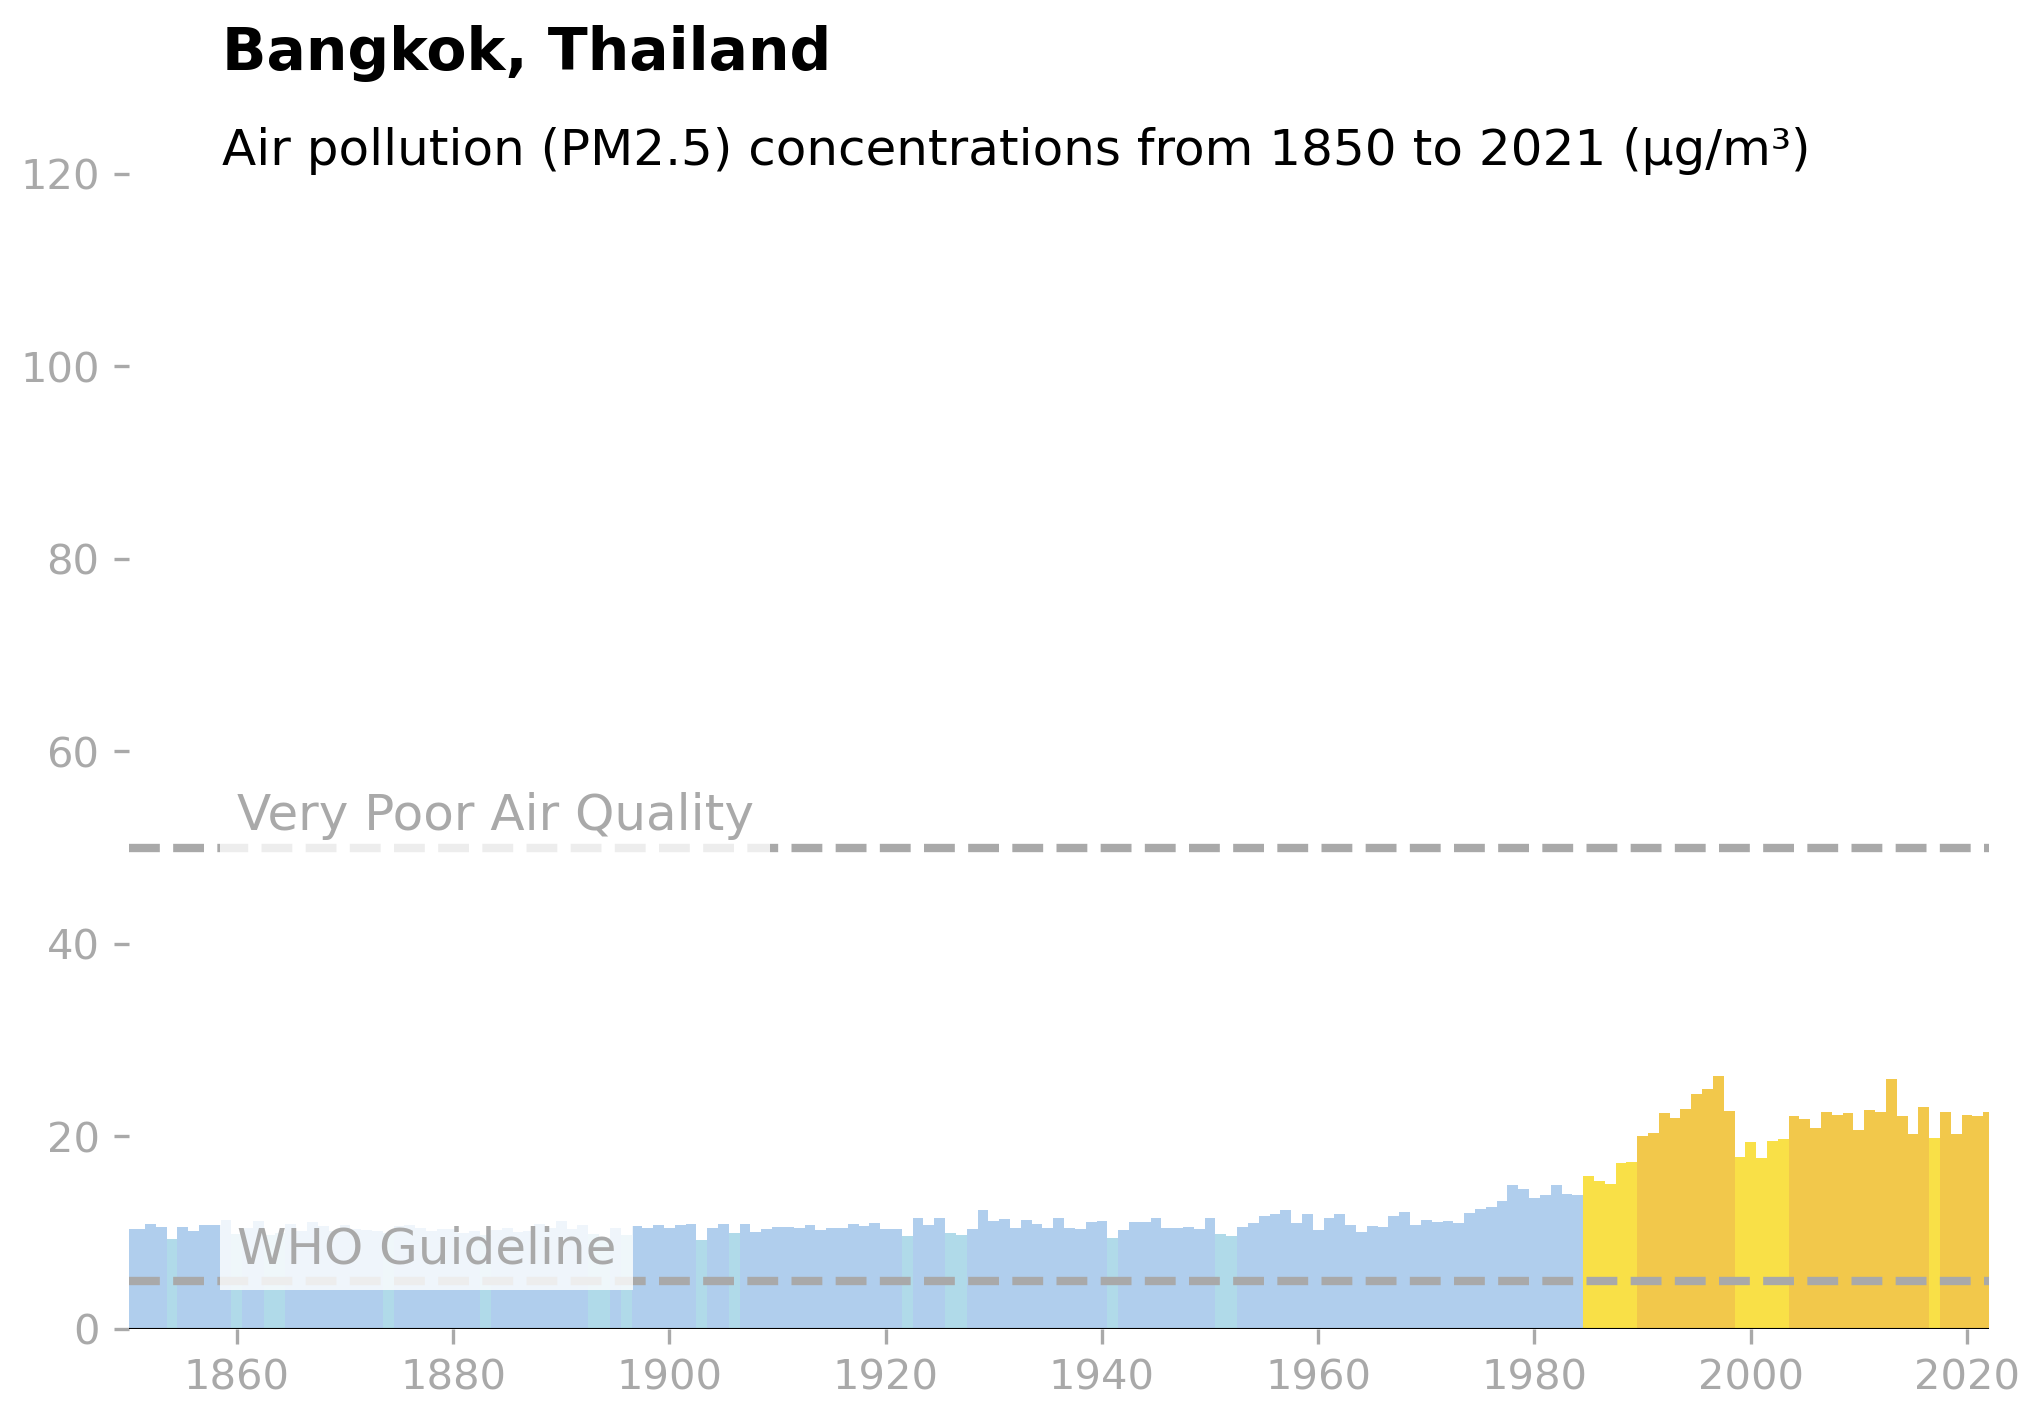 Bangkok, Thailand
Air pollution (PM2.5) concentrations from 1850 to 2021 (µg/m³)
120
100
80
60
Very Poor Air Quality
40
20
WHO Guideline
0
1860 1880 1900 1920 1940 1960 1980 2000 2020